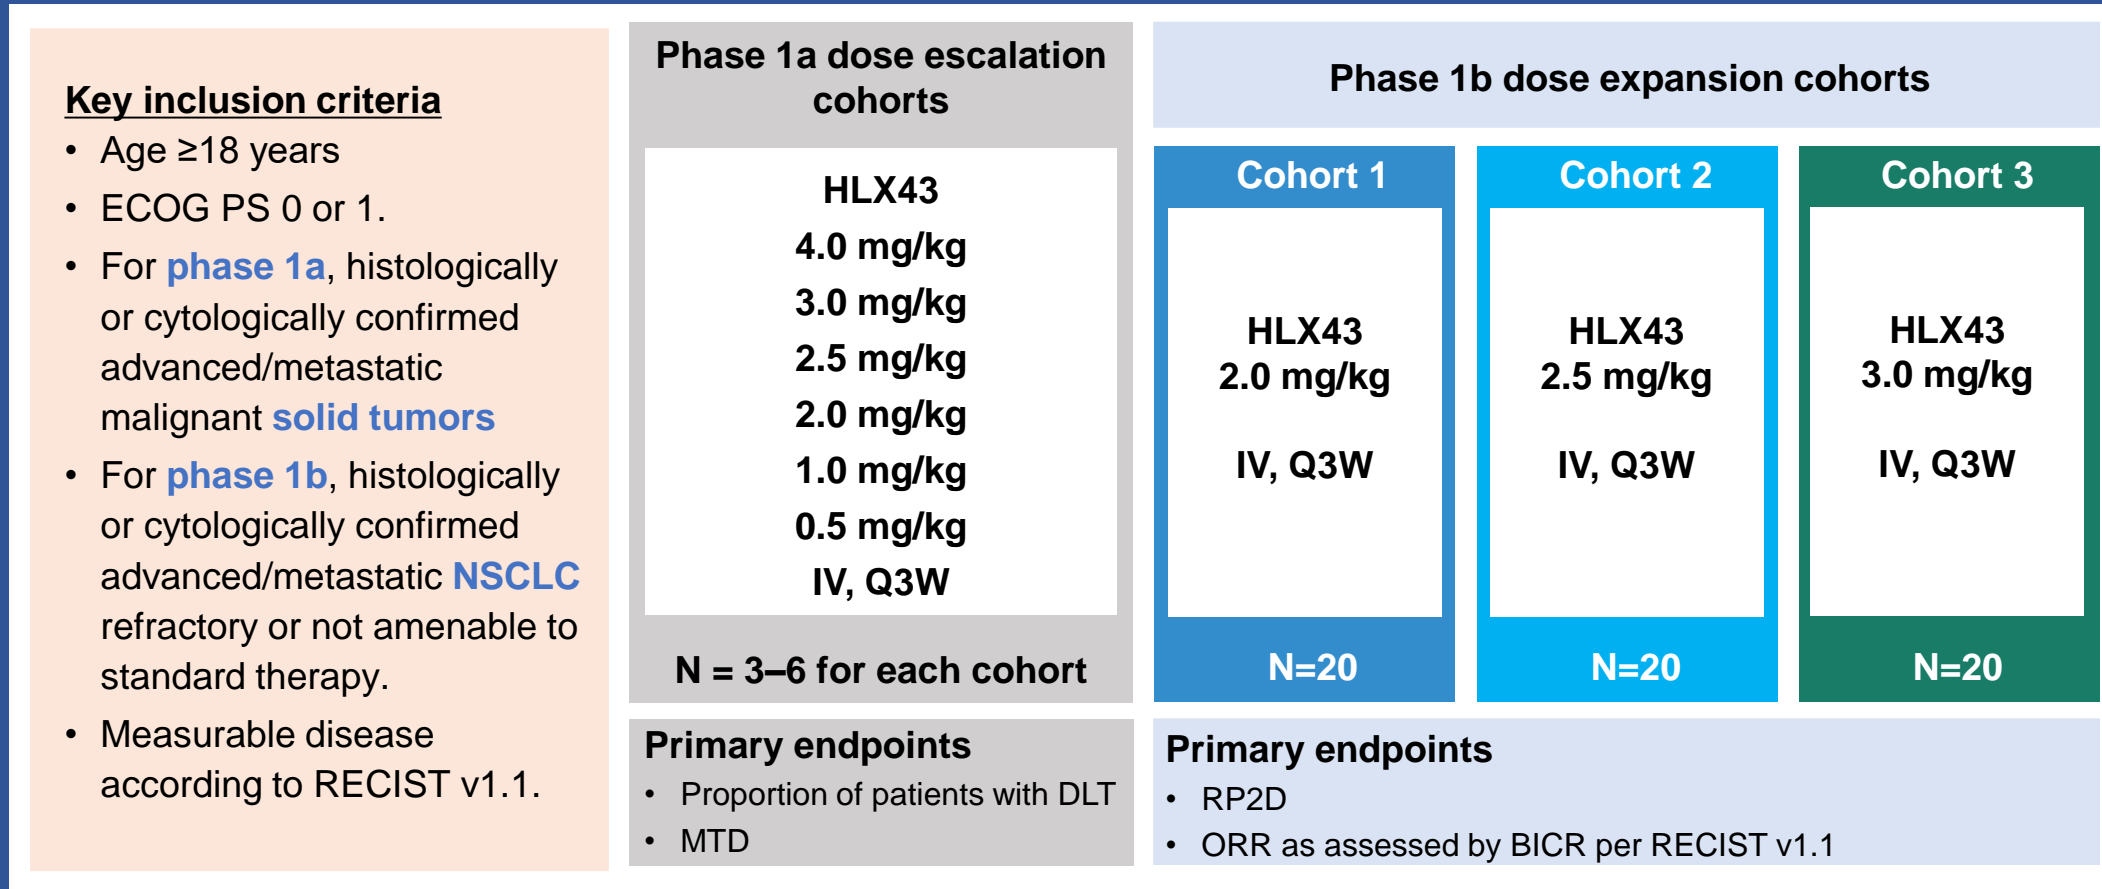 Key inclusion criteria
• Age ≥18 years
• ECOG PS 0 or 1.
• For phase 1a, histologically
or cytologically confirmed
advanced/metastatic
malignant solid tumors
• For phase 1b, histologically
or cytologically confirmed
advanced/metastatic NSCLC
refractory or not amenable to
standard therapy.
• Measurable disease
according to RECIST v1.1.
Phase 1a dose escalation
cohorts
HLX43
4.0 mg/kg
3.0 mg/kg
2.5 mg/kg
2.0 mg/kg
1.0 mg/kg
0.5 mg/kg
IV, Q3W
N = 3–6 for each cohort
Primary endpoints
• Proportion of patients with DLT
• MTD
Phase 1b dose expansion cohorts
Cohort 1
HLX43
2.0 mg/kg
IV, Q3W
N=20
Cohort 2
HLX43
2.5 mg/kg
IV, Q3W
N=20
Cohort 3
HLX43
3.0 mg/kg
IV, Q3W
N=20
Primary endpoints
• RP2D
• ORR as assessed by BICR per RECIST v1.1